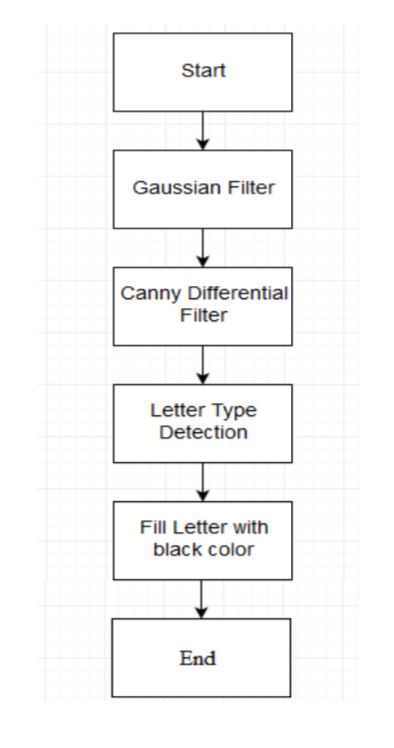 Start
Gaussian Filter
Canny Differential
Filter
Letter Type
Detection
Fill Letter with
black color
End